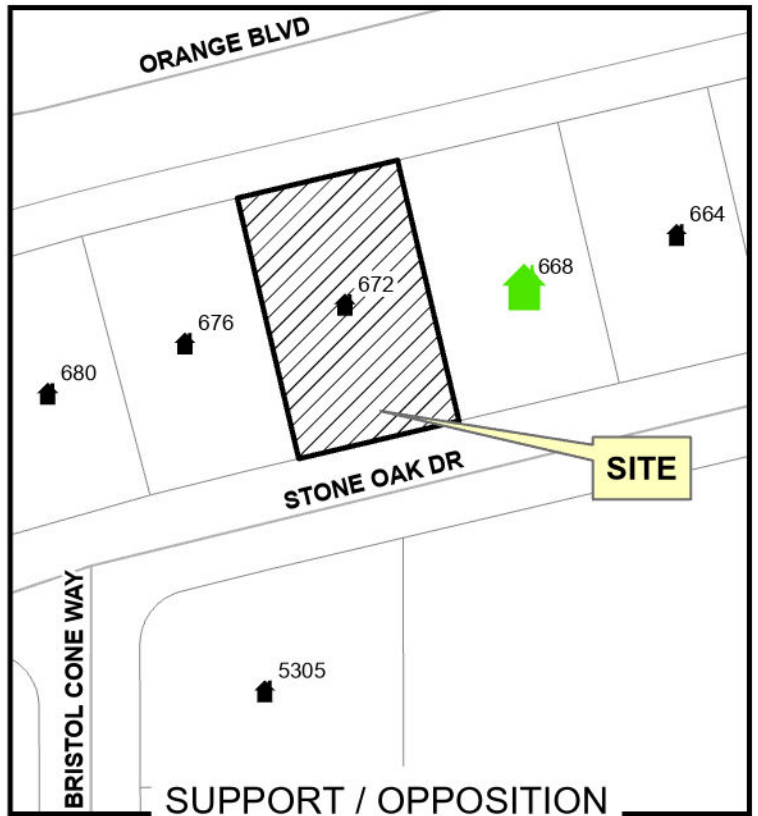 ORANGE BLVD
664
668
672
676
680
SITE
STONE OAK DR
BRISTOL CONE WAY
5305
SUPPORT / OPPOSITION